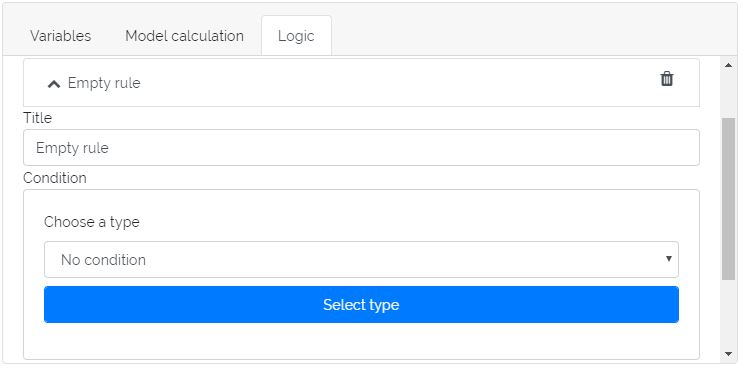 Variables Model calculation Logic
Empty rule
Title
Empty rule
Condition
Choose a type
No condition
Select type